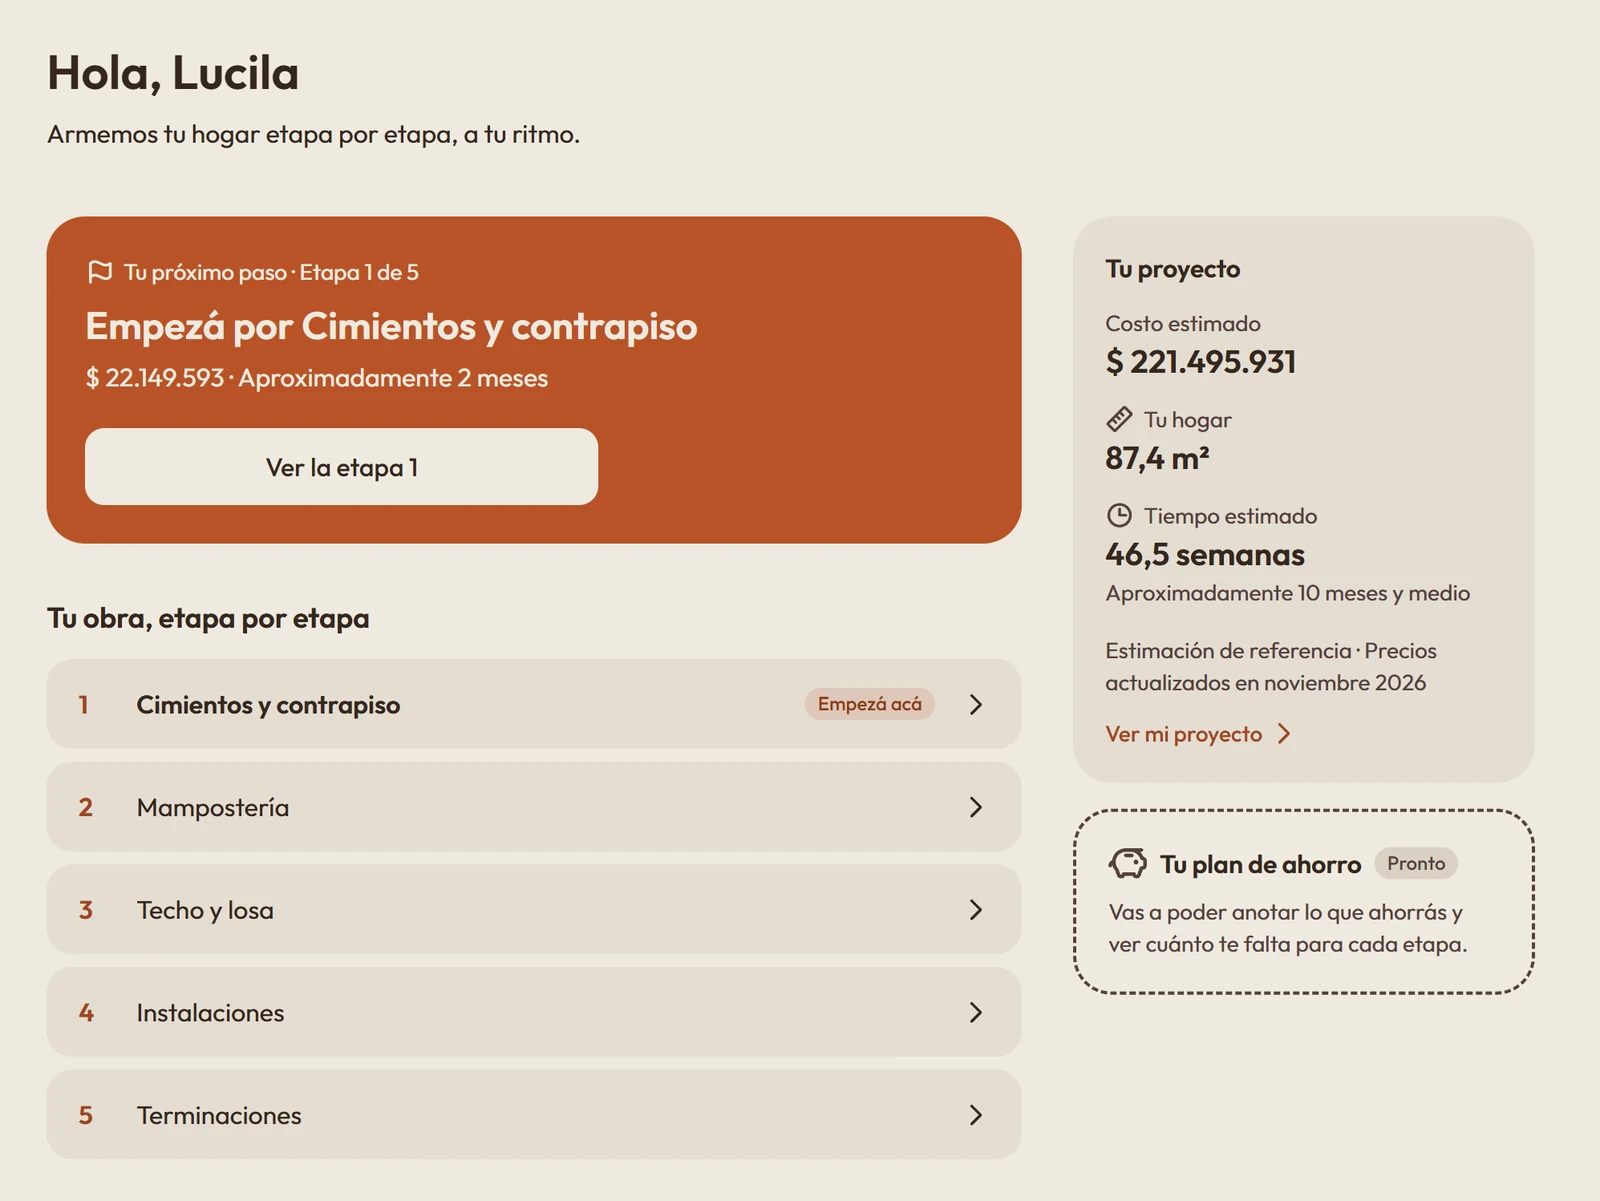 Hola, Lucila
Armemos tu hogar etapa por etapa, a tu ritmo.
Tu próximo paso · Etapa 1 de 5
Empezá por Cimientos y contrapiso
$ 22.149.593 · Aproximadamente 2 meses
Ver la etapa 1
Tu obra, etapa por etapa
1 Cimientos y contrapiso Empezá acá
2 Mampostería
3 Techo y losa
4 Instalaciones
5 Terminaciones
Tu proyecto
Costo estimado
$ 221.495.931
Tu hogar
87,4 m²
Tiempo estimado
46,5 semanas
Aproximadamente 10 meses y medio
Estimación de referencia · Precios
actualizados en noviembre 2026
Ver mi proyecto
Tu plan de ahorro Pronto
Vas a poder anotar lo que ahorrás y
ver cuánto te falta para cada etapa.